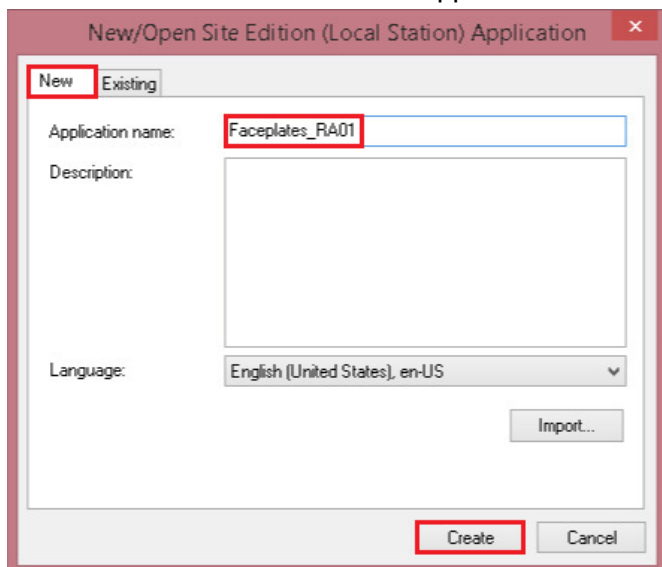 New/Open Site Edition (Local Station) Application
×
New Existing
Application name: Faceplates_RA01
Description:
Language: English (United States), en-US
Import...
Create Cancel